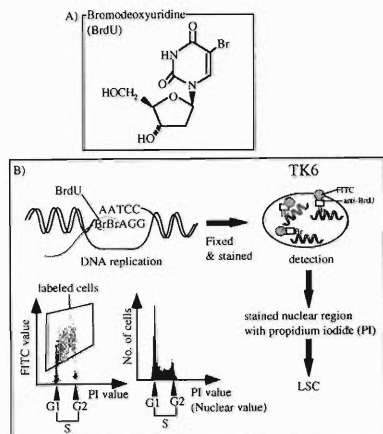 A) Bromodeoxyuridine
(BrdU)
O
Br
HN
O
N
HOCH2
O
HO
B)
TK6
BrdU
AATCC
BrBrAGG
DNA replication
Fixed
& stained
FITC
anti-BrdU
Br
detection
labeled cells
FITC value
PI value
G1
G2
S
No. of cells
PI value
(Nuclear value)
G1
G2
S
stained nuclear region
with propidium iodide (PI)
LSC